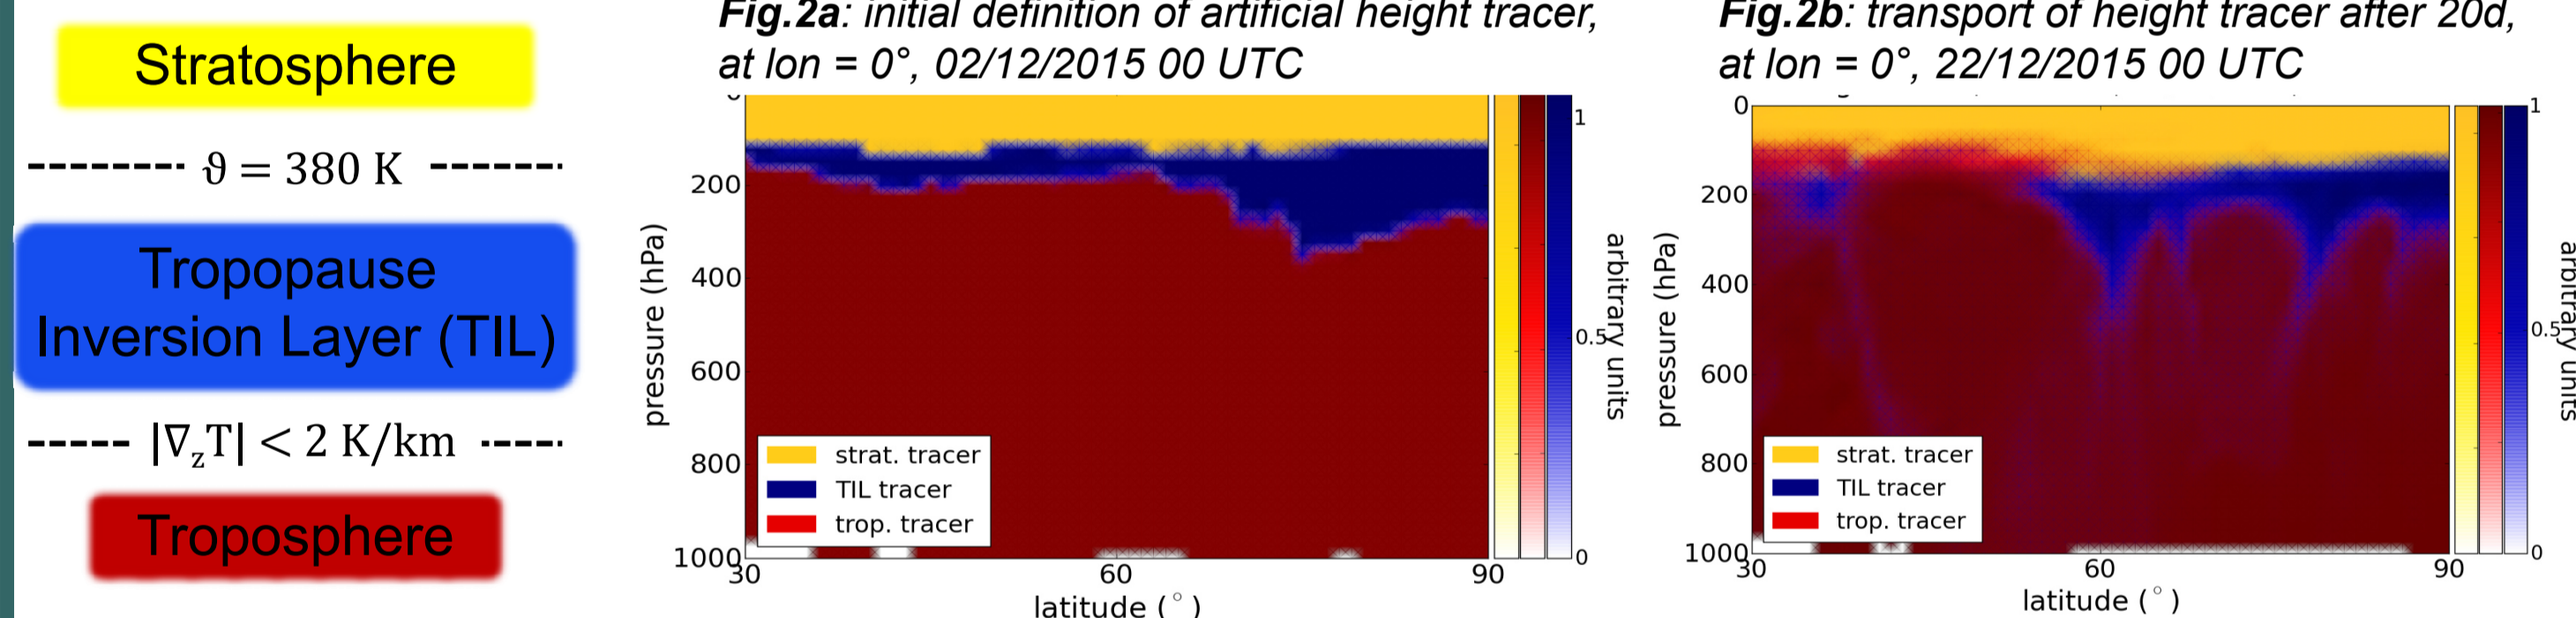 Stratosphere
ϑ = 380 K
Tropopause
Inversion Layer (TIL)
|∇zT| < 2 K/km
Troposphere
Fig.2a: initial definition of artificial height tracer,
at lon = 0°, 02/12/2015 00 UTC
0
200
400
600
800
1000
pressure (hPa)
strat. tracer
TIL tracer
trop. tracer
30
60
90
latitude (°)
1
0.5
0
arbitrary units
Fig.2b: transport of height tracer after 20d,
at lon = 0°, 22/12/2015 00 UTC
0
200
400
600
800
1000
pressure (hPa)
strat. tracer
TIL tracer
trop. tracer
30
60
90
latitude (°)
1
0.5
0
arbitrary units